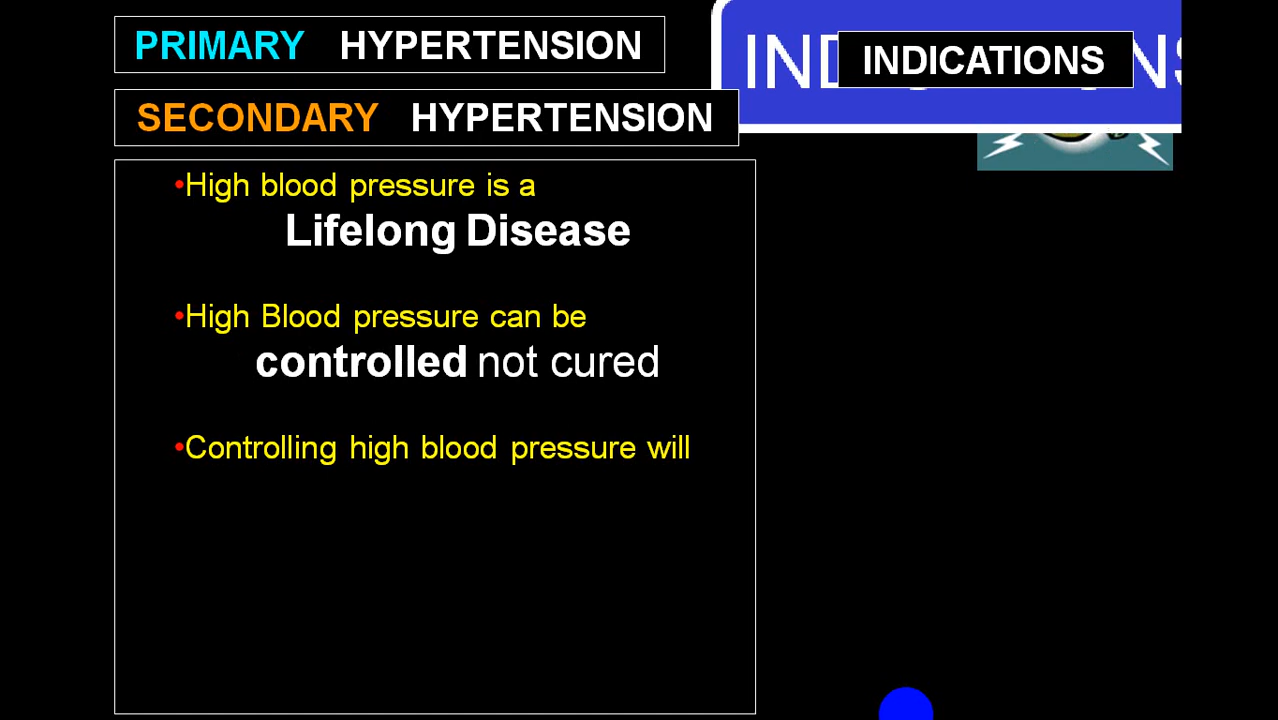 PRIMARY HYPERTENSION
INDICATIONS
SECONDARY HYPERTENSION
•High blood pressure is a
Lifelong Disease
•High Blood pressure can be
controlled not cured
•Controlling high blood pressure will